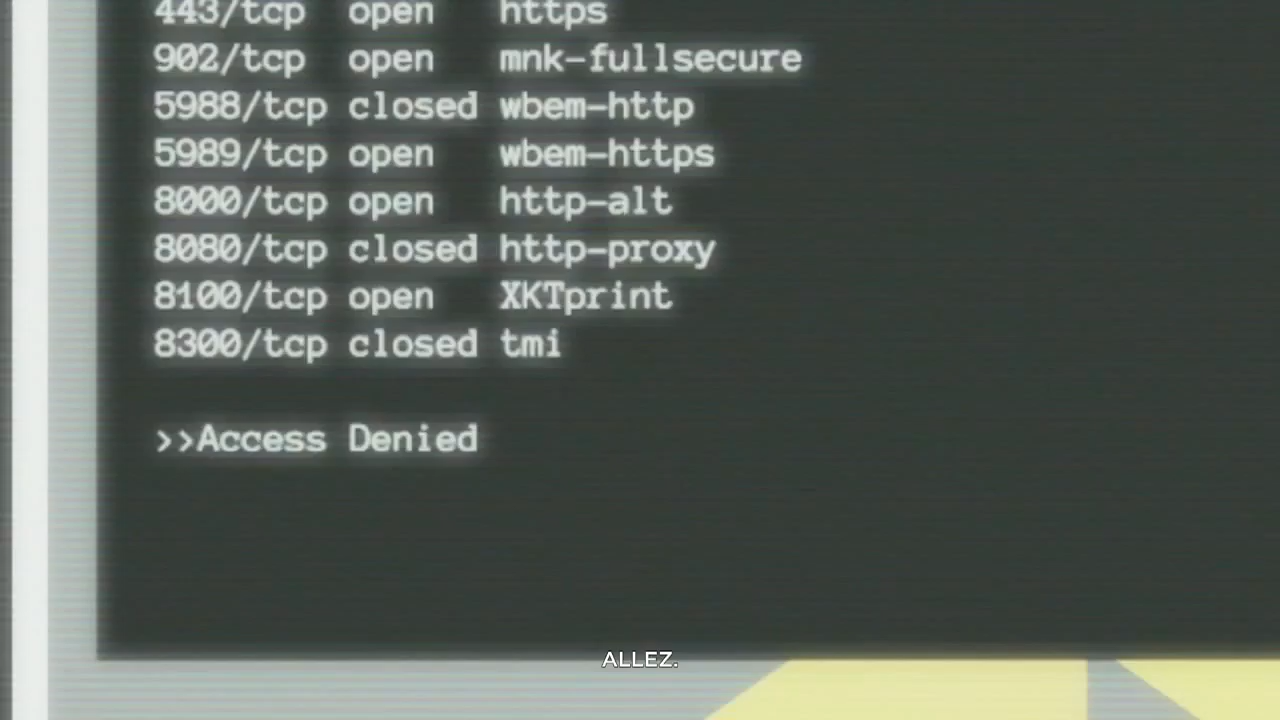 443/tcp open https
902/tcp open mnk-fullsecure
5988/tcp closed wbem-http
5989/tcp open wbem-https
8000/tcp open http-alt
8080/tcp closed http-proxy
8100/tcp open XKTprint
8300/tcp closed tmi
>>Access Denied
ALLEZ.